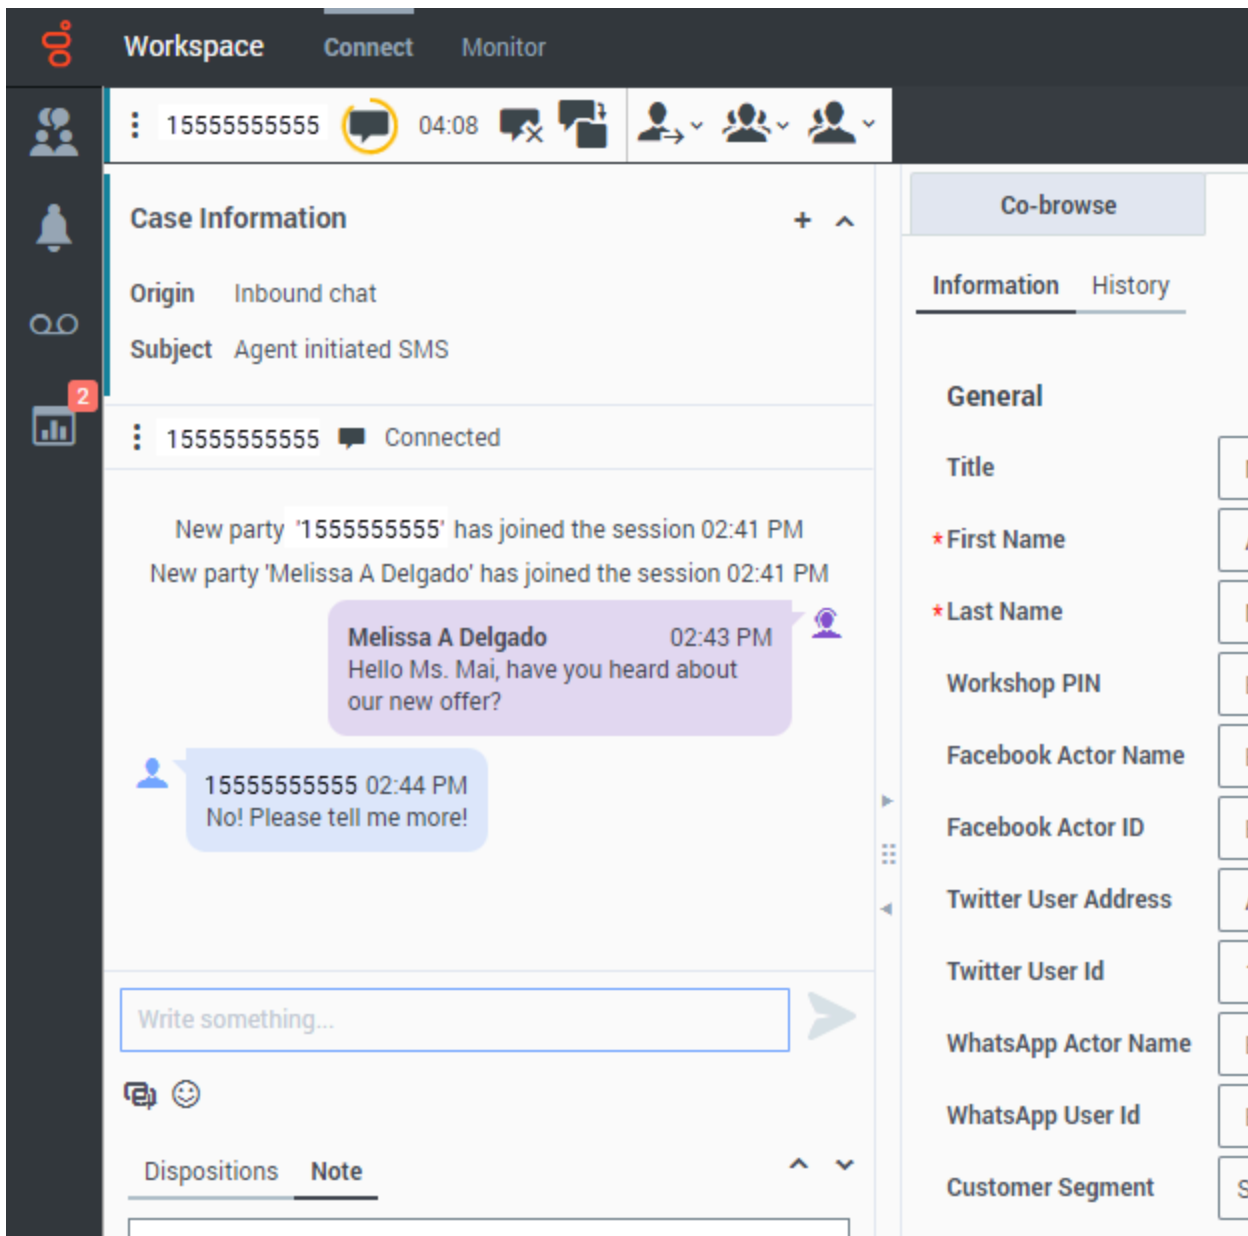 Workspace Connect Monitor
15555555555 04:08
2
Case Information
Origin Inbound chat
Subject Agent initiated SMS
15555555555 Connected
New party '1555555555' has joined the session 02:41 PM
New party 'Melissa A Delgado' has joined the session 02:41 PM
Melissa A Delgado 02:43 PM
Hello Ms. Mai, have you heard about
our new offer?
15555555555 02:44 PM
No! Please tell me more!
Write something...
Dispositions Note
Co-browse
Information History
General
Title
*First Name
*Last Name
Workshop PIN
Facebook Actor Name
Facebook Actor ID
Twitter User Address
Twitter User Id
WhatsApp Actor Name
WhatsApp User Id
Customer Segment